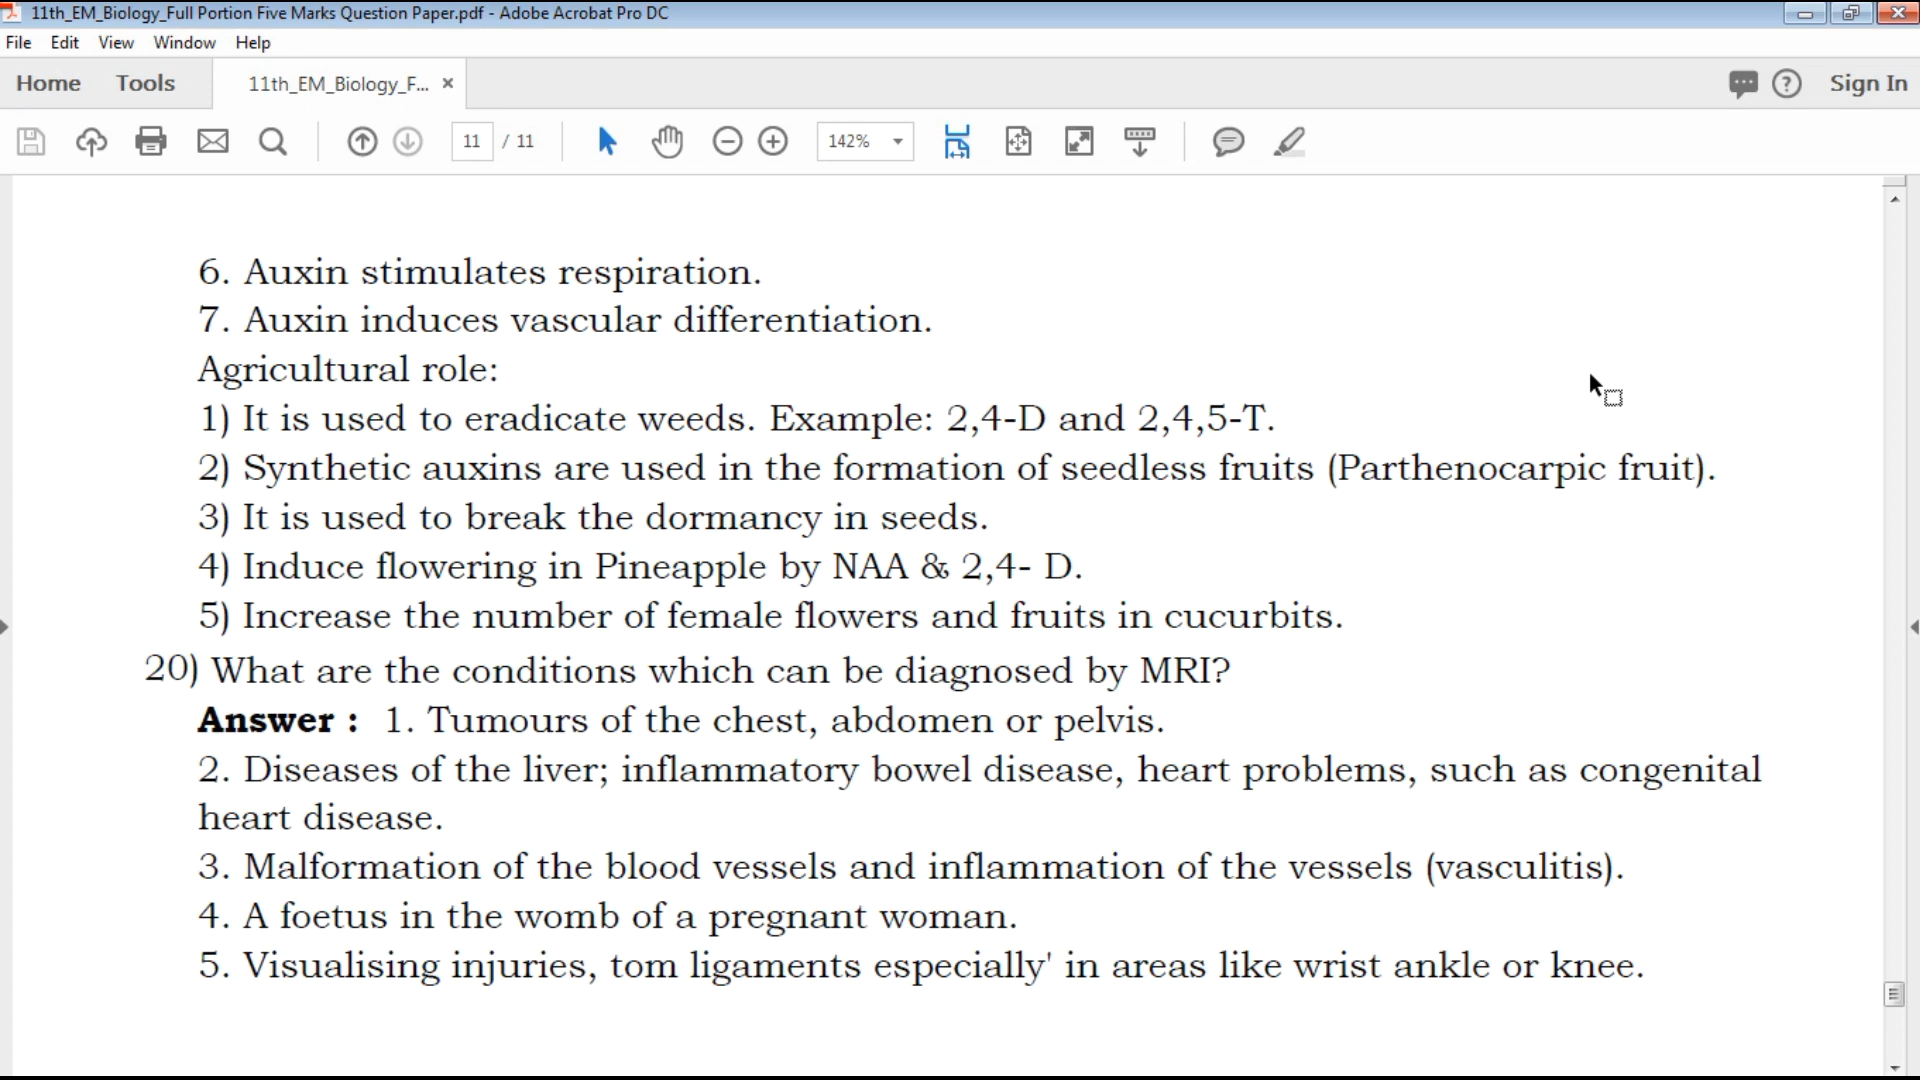 11th_EM_Biology_Full Portion Five Marks Question Paper.pdf - Adobe Acrobat Pro DC
File Edit View Window Help
Home Tools 11th_EM_Biology_F... × Sign In
11 / 11 142%
6. Auxin stimulates respiration.
7. Auxin induces vascular differentiation.
Agricultural role:
1) It is used to eradicate weeds. Example: 2,4-D and 2,4,5-T.
2) Synthetic auxins are used in the formation of seedless fruits (Parthenocarpic fruit).
3) It is used to break the dormancy in seeds.
4) Induce flowering in Pineapple by NAA & 2,4- D.
5) Increase the number of female flowers and fruits in cucurbits.
20) What are the conditions which can be diagnosed by MRI?
Answer : 1. Tumours of the chest, abdomen or pelvis.
2. Diseases of the liver; inflammatory bowel disease, heart problems, such as congenital
heart disease.
3. Malformation of the blood vessels and inflammation of the vessels (vasculitis).
4. A foetus in the womb of a pregnant woman.
5. Visualising injuries, tom ligaments especially' in areas like wrist ankle or knee.